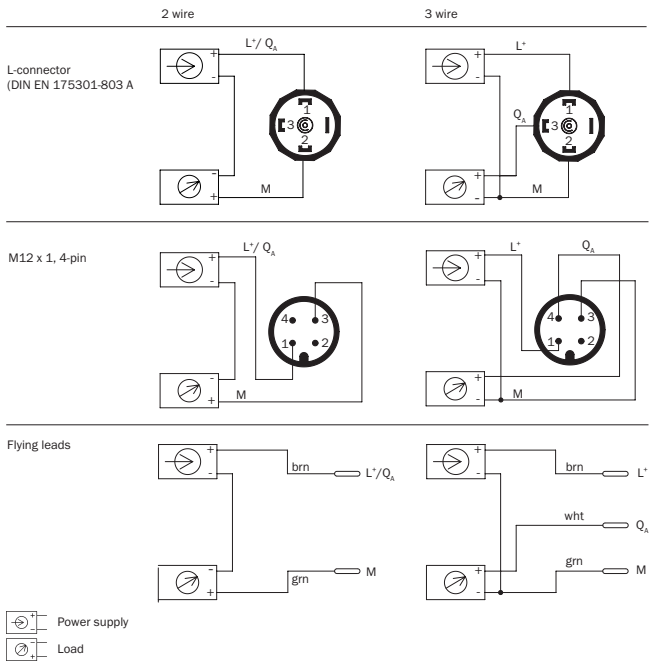 2 wire 3 wire
L-connector
(DIN EN 175301-803 A
L⁺/ Q_A
+
-
1
3
2
-
+
M
L⁺
+
-
Q_A
1
3
2
+
-
M
M12 x 1, 4-pin
L⁺/ Q_A
+
-
4 3
1 2
-
+
M
L⁺ Q_A
+
-
4 3
1 2
+
-
M
Flying leads
+
-
brn L⁺/Q_A
-
+
grn M
+
-
brn L⁺
wht Q_A
+
-
grn M
+
-
Power supply
-
+
Load